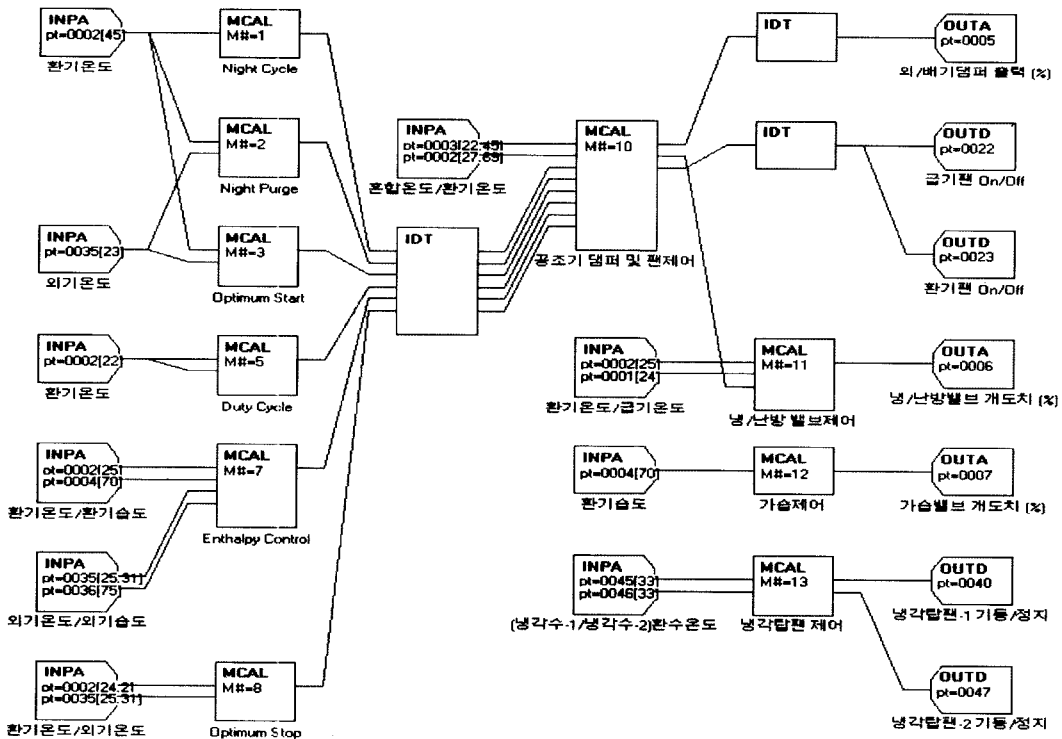 INPA
pt=0002[45]
환기온도
MCAL
M#=1
Night Cycle
MCAL
M#=2
Night Purge
INPA
pt=0035[23]
외기온도
MCAL
M#=3
Optimum Start
INPA
pt=0002[22]
환기온도
MCAL
M#=5
Duty Cycle
INPA
pt=0002[25]
pt=0004[70]
환기온도/환기습도
MCAL
M#=7
Enthalpy Control
INPA
pt=0035[25.31]
pt=0036[75]
외기온도/외기습도
INPA
pt=0002[24.2]
pt=0035[25.31]
환기온도/외기온도
MCAL
M#=8
Optimum Stop
IDT
INPA
pt=0003[22.45]
pt=0002[27.69]
혼합온도/환기온도
MCAL
M#=10
공조기 댐퍼 및 팬제어
IDT
OUTA
pt=0005
외/배기댐퍼 출력 (%)
IDT
OUTD
pt=0022
급기팬 On/Off
OUTD
pt=0023
환기팬 On/Off
INPA
pt=0002[25]
pt=0001[24]
환기온도/급기온도
MCAL
M#=11
냉/난방 밸브제어
OUTA
pt=0006
냉/난방밸브 개도치 (%)
INPA
pt=0004[70]
환기습도
MCAL
M#=12
가습제어
OUTA
pt=0007
가습밸브 개도치 (%)
INPA
pt=0045[33]
pt=0046[33]
(냉각수-1/냉각수-2)환수온도
MCAL
M#=13
냉각탑팬 제어
OUTD
pt=0040
냉각탑팬-1 기동/정지
OUTD
pt=0047
냉각탑팬-2 기동/정지